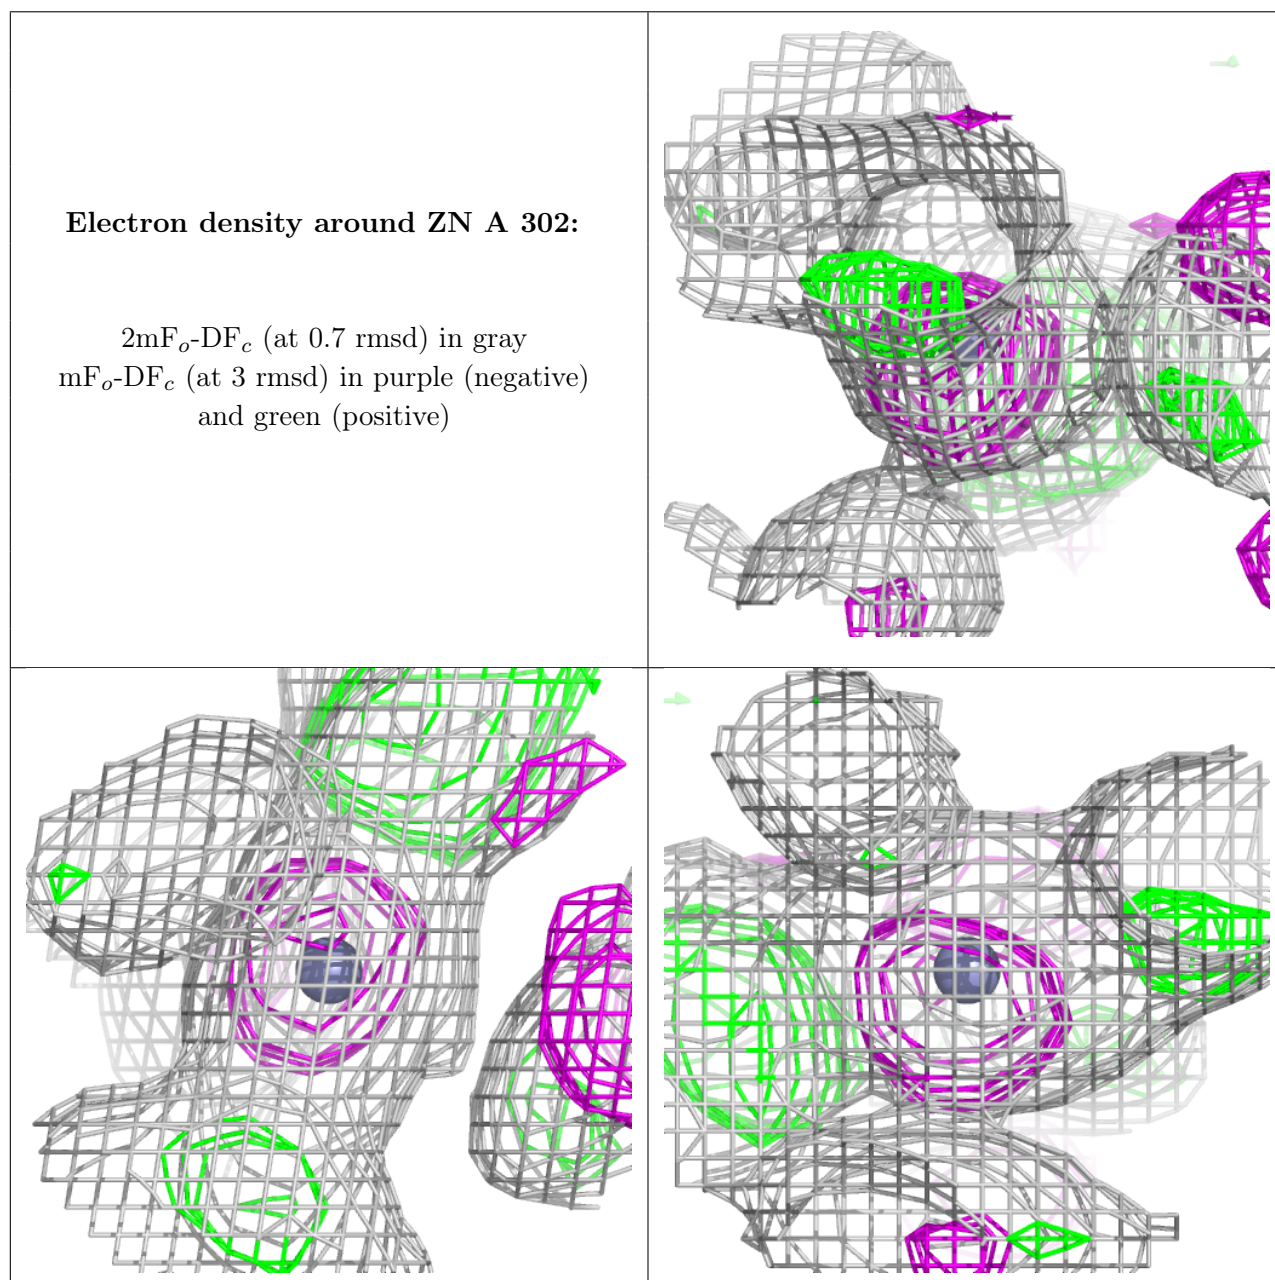 Electron density around ZN A 302:
2mFo-DFc (at 0.7 rmsd) in gray
mFo-DFc (at 3 rmsd) in purple (negative)
and green (positive)